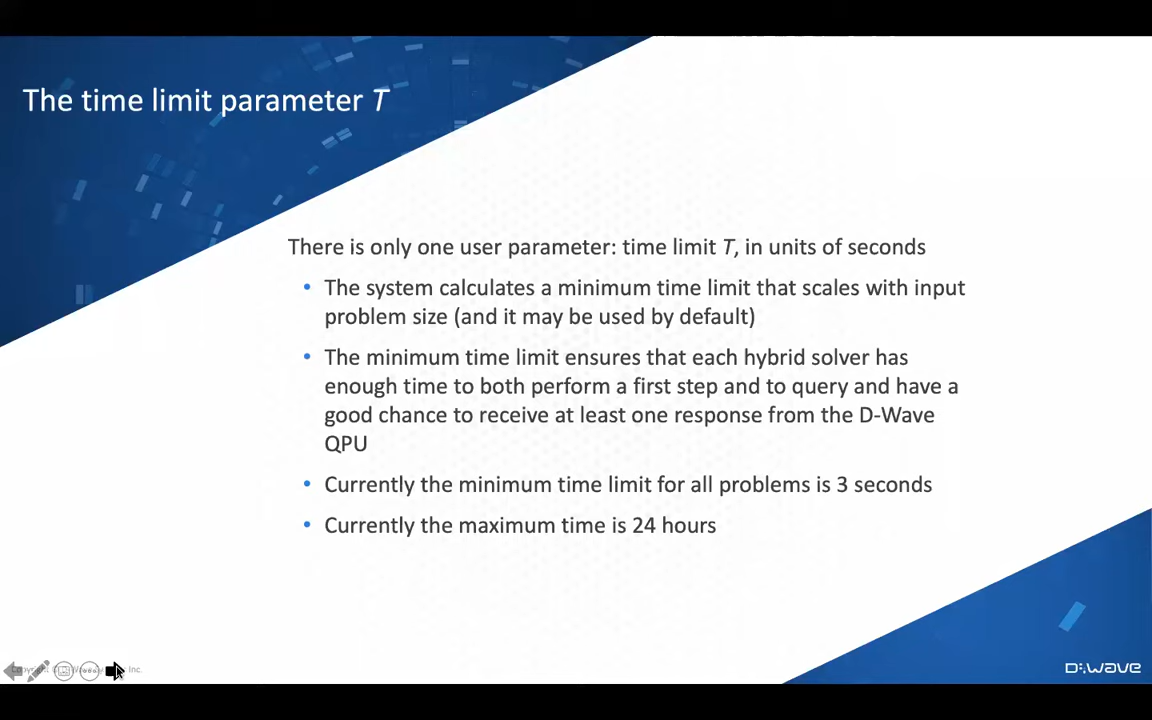 The time limit parameter T
There is only one user parameter: time limit T, in units of seconds
• The system calculates a minimum time limit that scales with input
problem size (and it may be used by default)
• The minimum time limit ensures that each hybrid solver has
enough time to both perform a first step and to query and have a
good chance to receive at least one response from the D-Wave
QPU
• Currently the minimum time limit for all problems is 3 seconds
• Currently the maximum time is 24 hours
Inc.
D:wave